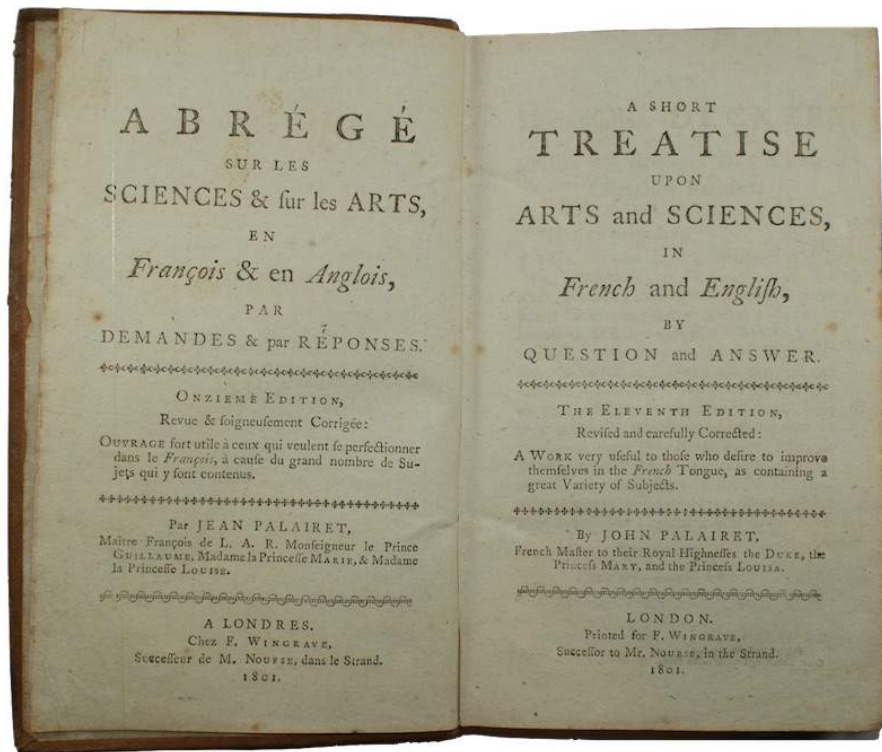 ABRÉGÉ
SUR LES
SCIENCES & ſur les ARTS,
EN
François & en Anglois,
PAR
DEMANDES & par RÉPONSES.
ONZIEME EDITION,
Revue & ſoigneuſement Corrigée:
OUVRAGE fort utile à ceux qui veulent ſe perfectionner
dans le François, à cauſe du grand nombre de Su-
jets qui y ſont contenus.
Par JEAN PALAIRET,
Maître François de L. A. R. Monſeigneur le Prince
GUILLAUME, Madame la Princeſſe MARIE, & Madame
la Princeſſe LOUISE.
A LONDRES.
Chez F. WINGRAVE,
Succeſſeur de M. NOURSE, dans le Strand.
1801.
A SHORT
TREATISE
UPON
ARTS and SCIENCES,
IN
French and Engliſh,
BY
QUESTION and ANSWER.
THE ELEVENTH EDITION,
Reviſed and carefully Corrected:
A WORK very uſeful to thoſe who deſire to improve
themſelves in the French Tongue, as containing a
great Variety of Subjects.
By JOHN PALAIRET,
French Maſter to their Royal Highneſſes the DUKE, the
Princeſs MARY, and the Princeſs LOUISA.
LONDON.
Printed for F. WINGRAVE,
Succeſſor to Mr. NOURSE, in the Strand.
1801.